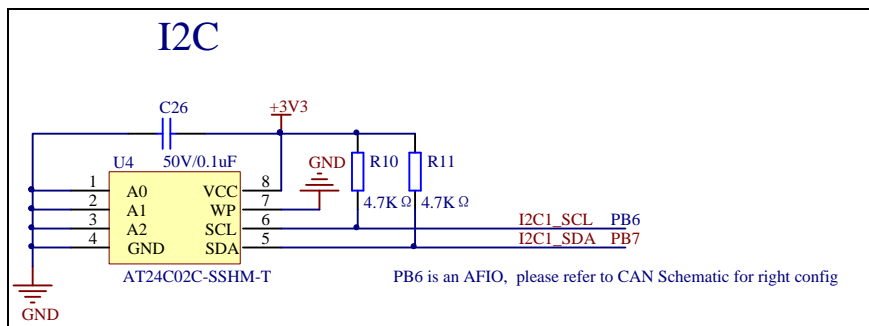 I2C
C26
+3V3
U4
50V/0.1uF
GND
R10
R11
1
A0
VCC
8
2
A1
WP
7
4.7K Ω
4.7K Ω
3
A2
SCL
6
I2C1_SCL
PB6
4
GND
SDA
5
I2C1_SDA
PB7
AT24C02C-SSHM-T
PB6 is an AFIO, please refer to CAN Schematic for right config
GND